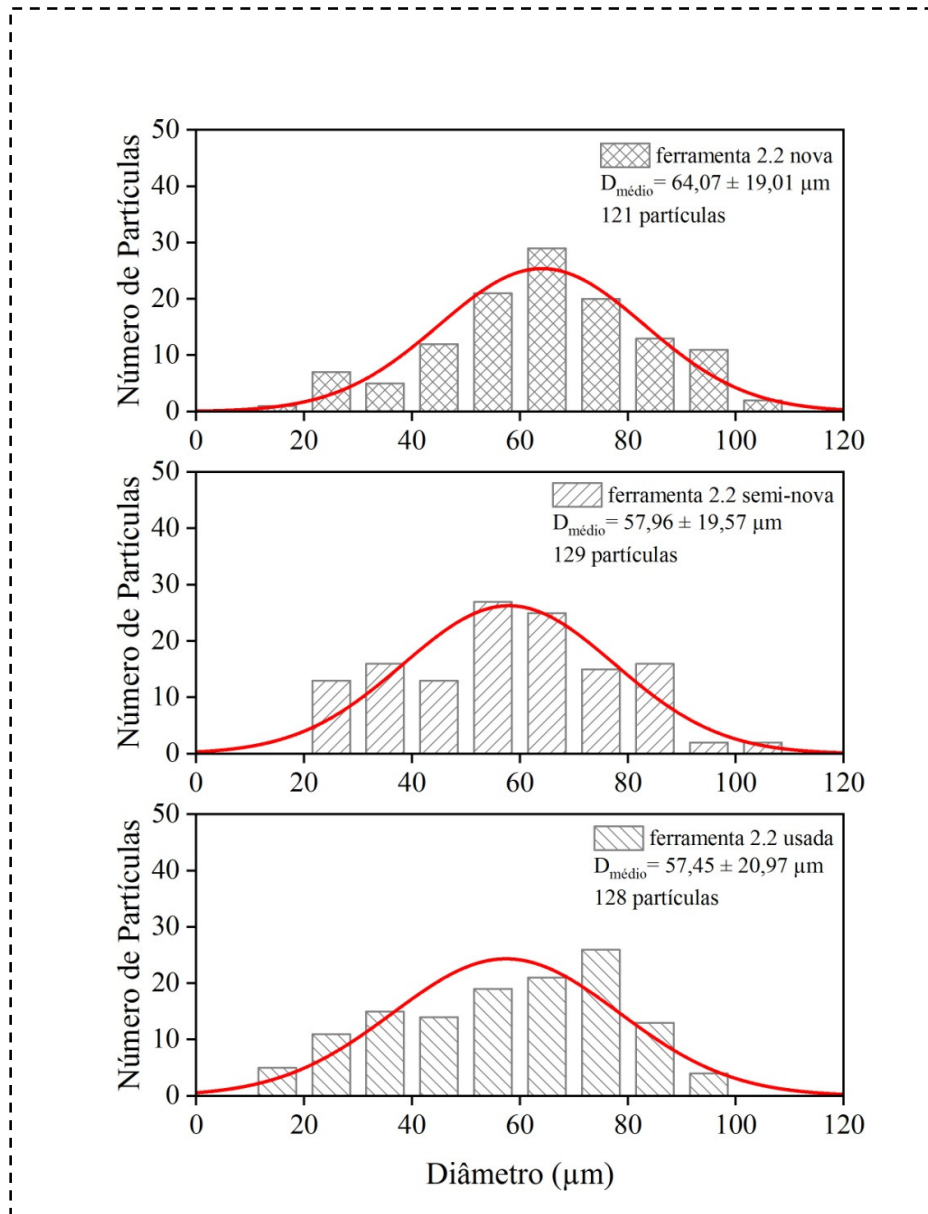 50
40
30
20
10
0
Número de Partículas
ferramenta 2.2 nova
Dmédio= 64,07 ± 19,01 µm
121 partículas
0 20 40 60 80 100 120
50
40
30
20
10
0
Número de Partículas
ferramenta 2.2 semi-nova
Dmédio= 57,96 ± 19,57 µm
129 partículas
0 20 40 60 80 100 120
50
40
30
20
10
0
Número de Partículas
ferramenta 2.2 usada
Dmédio= 57,45 ± 20,97 µm
128 partículas
0 20 40 60 80 100 120
Diâmetro (µm)